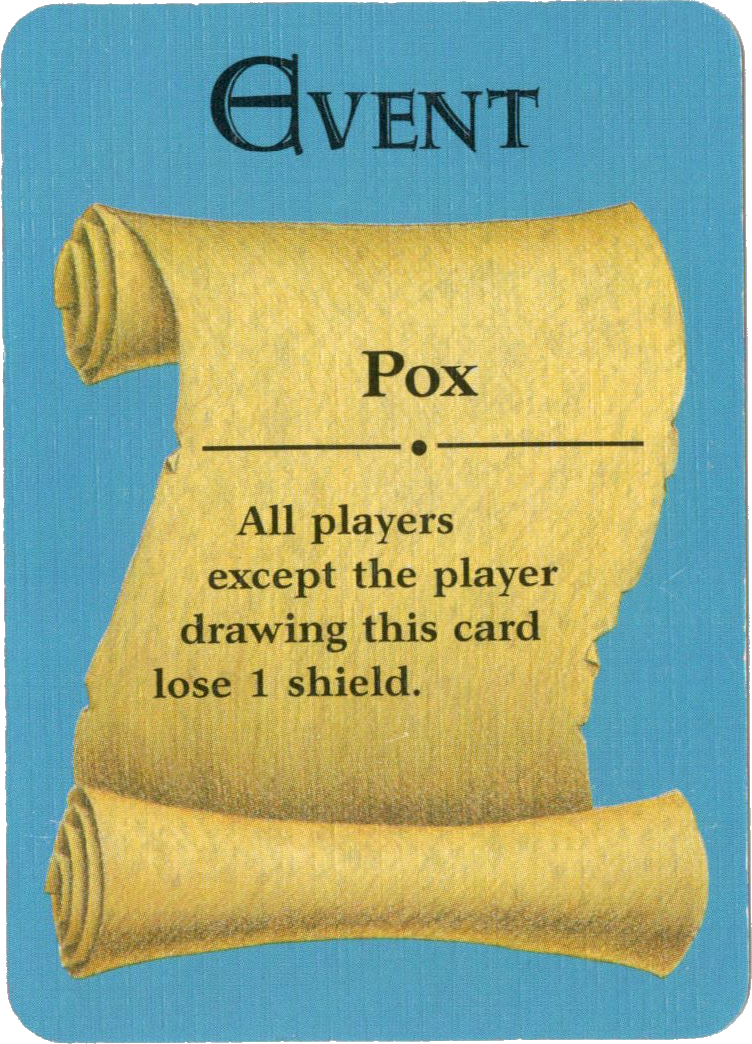 EVENT
Pox
All players
except the player
drawing this card
lose 1 shield.